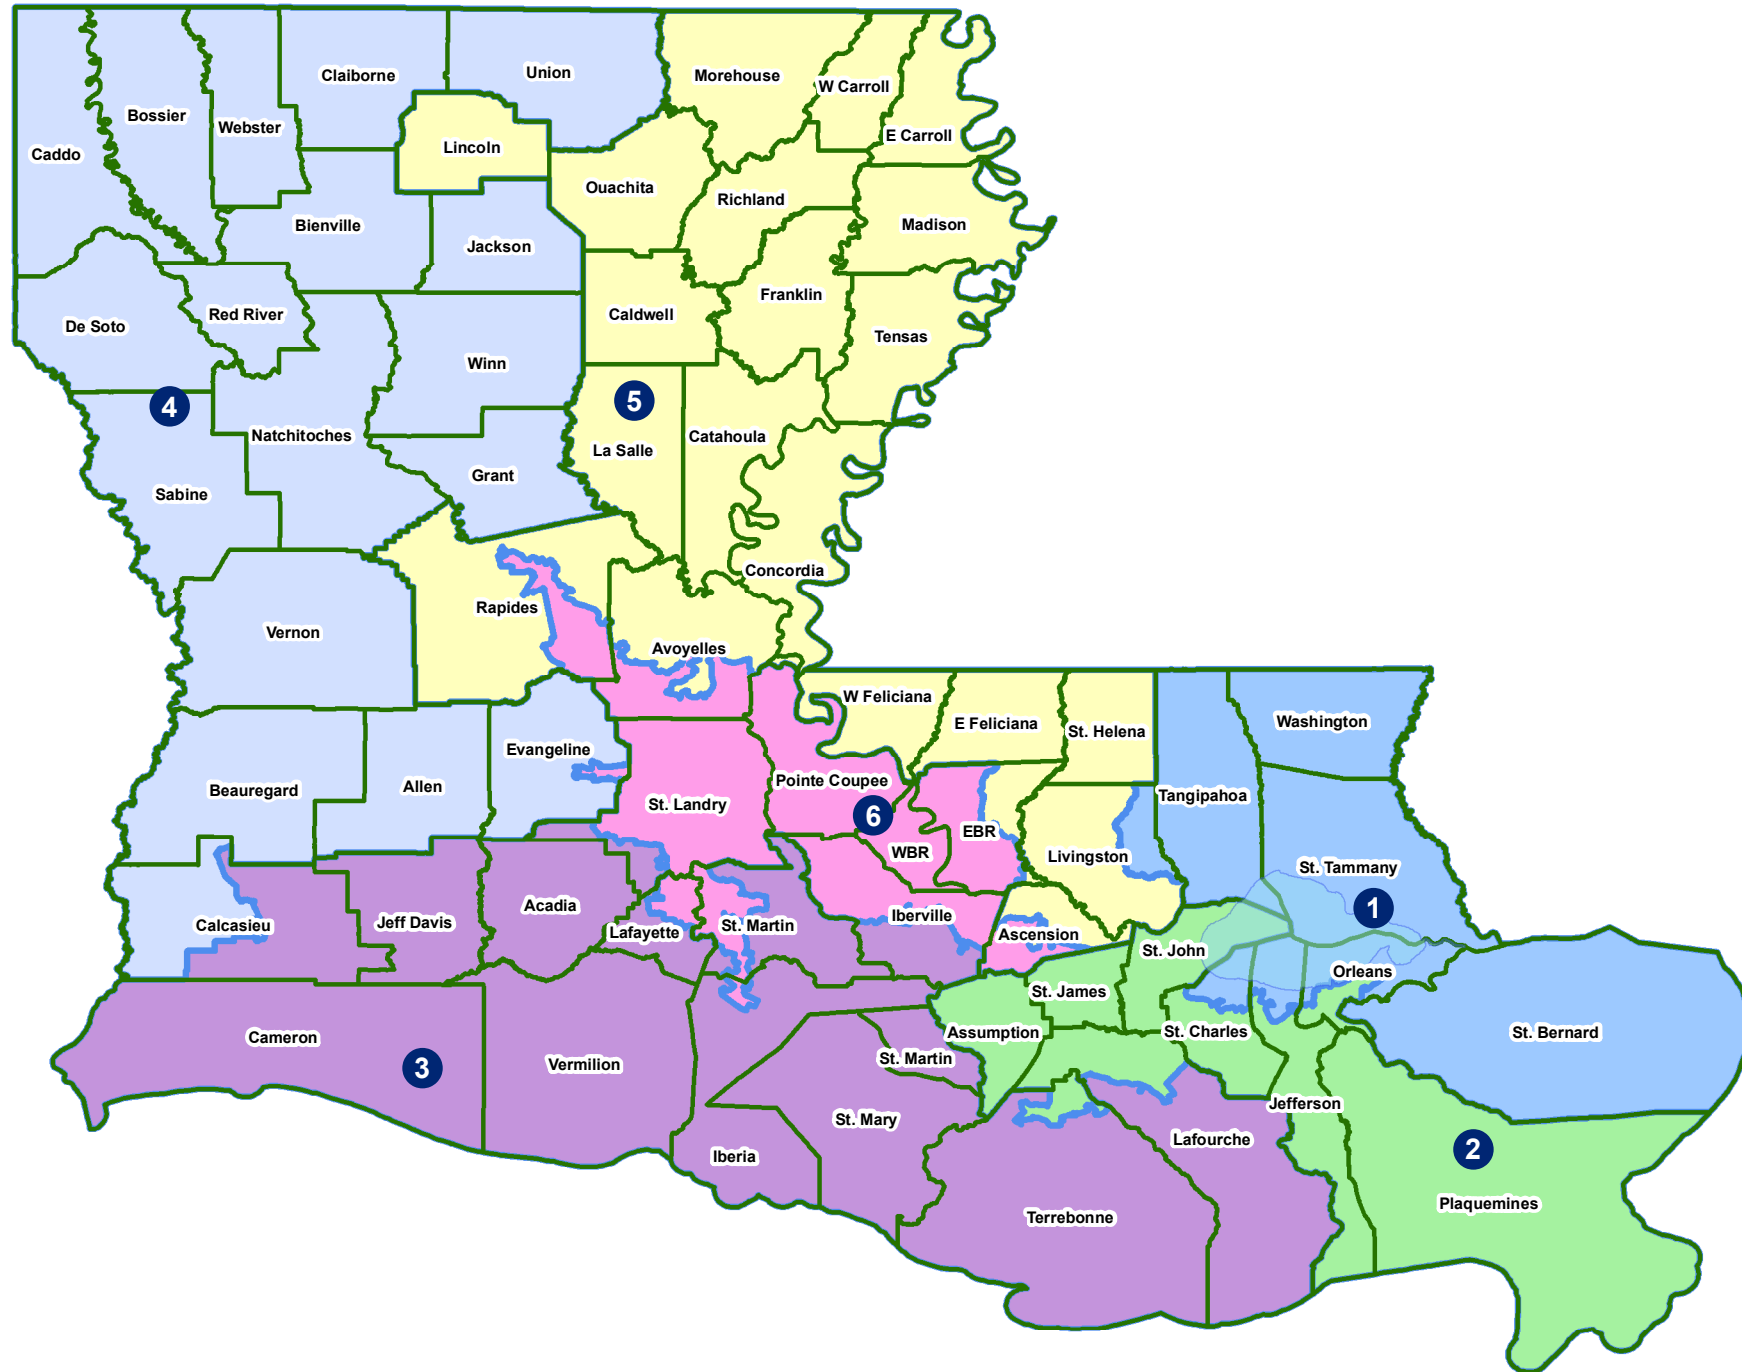 Claiborne
Union
Morehouse
W Carroll
Bossier
Webster
E Carroll
Caddo
Lincoln
Ouachita
Richland
Bienville
Madison
Jackson
Franklin
Red River
Caldwell
De Soto
Tensas
Winn
4
5
Natchitoches
Catahoula
La Salle
Grant
Sabine
Concordia
Rapides
Vernon
Avoyelles
W Feliciana
E Feliciana
St. Helena
Washington
Evangeline
Pointe Coupee
Beauregard
Allen
Tangipahoa
St. Landry
6
EBR
WBR
Livingston
St. Tammany
Acadia
1
Iberville
Jeff Davis
Calcasieu
St. Martin
Lafayette
Ascension
St. John
Orleans
St. James
Assumption
St. Charles
St. Bernard
Cameron
St. Martin
Vermilion
3
Jefferson
St. Mary
Lafourche
2
Iberia
Plaquemines
Terrebonne